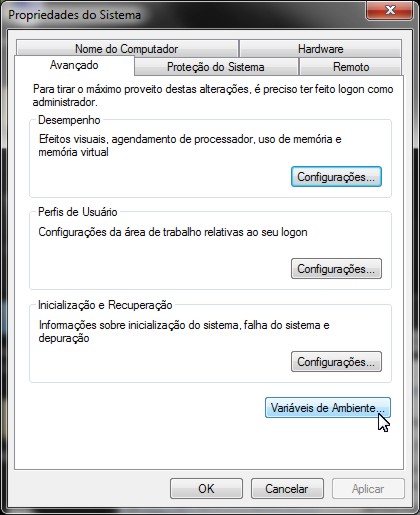 Propriedades do Sistema
Nome do Computador
Hardware
Avançado
Proteção do Sistema
Remoto
Para tirar o máximo proveito destas alterações, é preciso ter feito logon como
administrador.
Desempenho
Efeitos visuais, agendamento de processador, uso de memória e
memória virtual
Configurações...
Perfis de Usuário
Configurações da área de trabalho relativas ao seu logon
Configurações...
Inicialização e Recuperação
Informações sobre inicialização do sistema, falha do sistema e
depuração
Configurações...
Variáveis de Ambiente...
OK
Cancelar
Aplicar